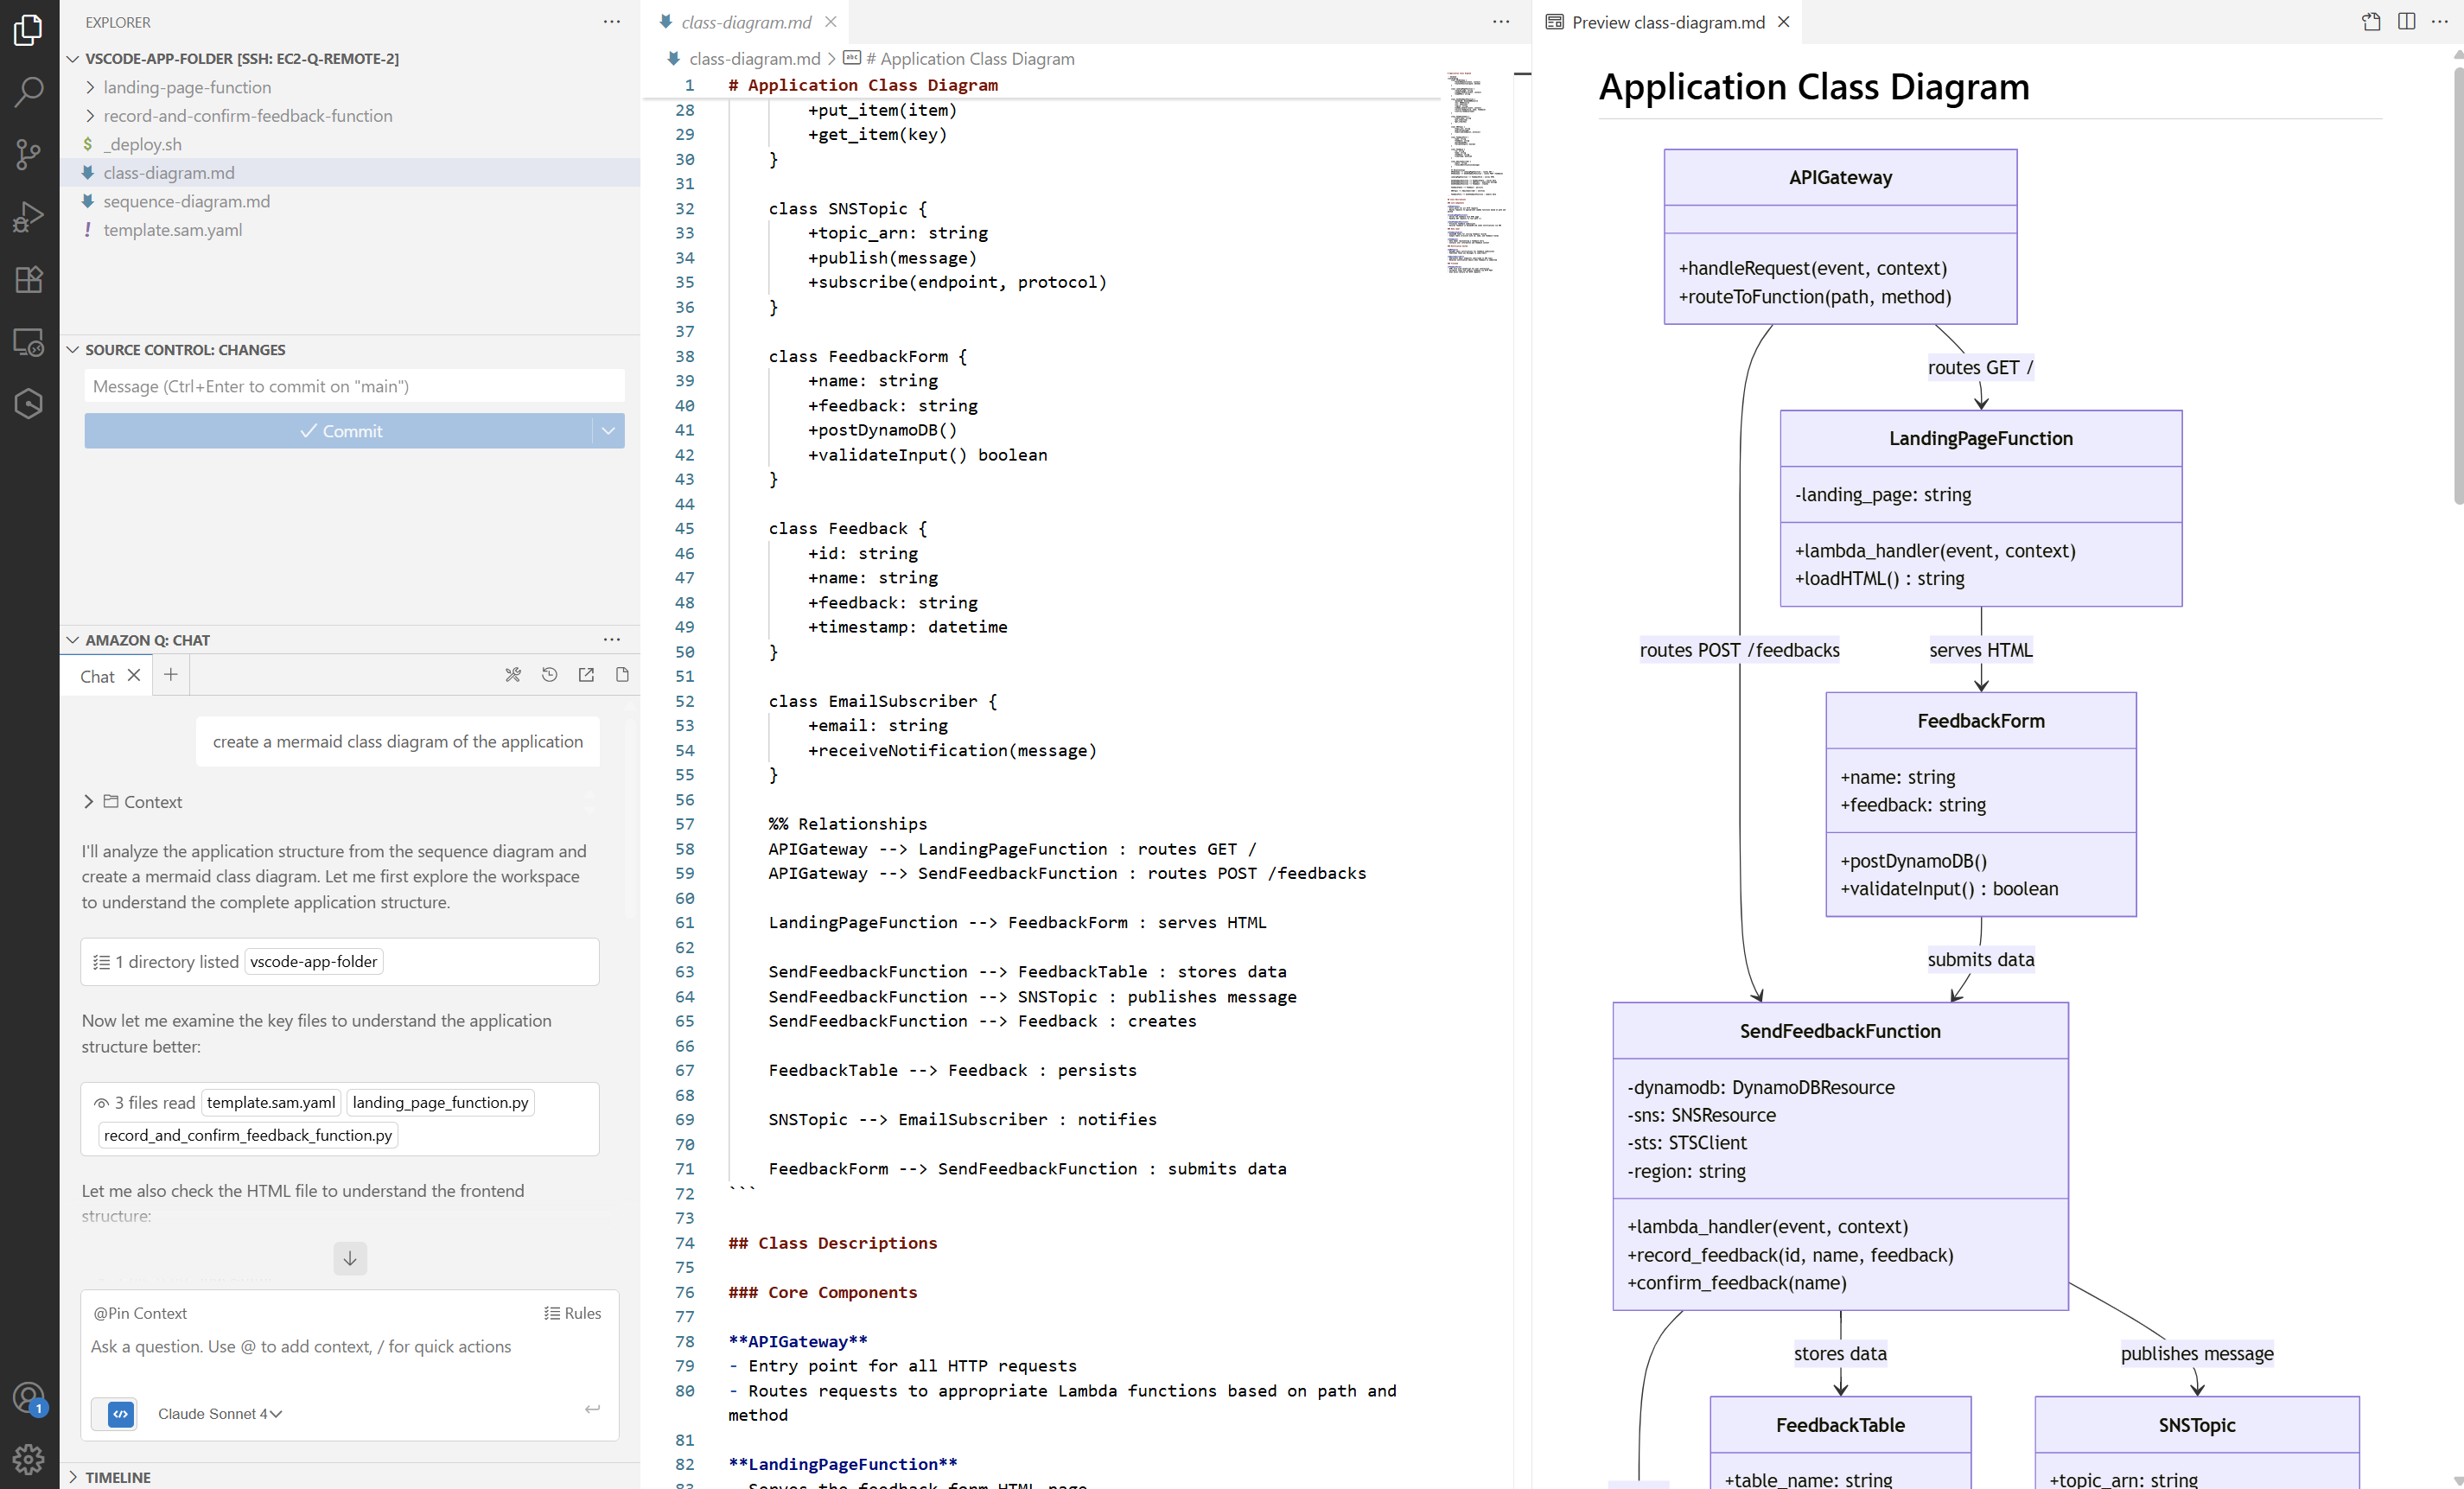 EXPLORER
VSCODE-APP-FOLDER [SSH: EC2-Q-REMOTE-2]
landing-page-function
record-and-confirm-feedback-function
$ _deploy.sh
class-diagram.md
sequence-diagram.md
! template.sam.yaml
SOURCE CONTROL: CHANGES
Message (Ctrl+Enter to commit on "main")
Commit
AMAZON Q: CHAT
Chat
create a mermaid class diagram of the application
Context
I'll analyze the application structure from the sequence diagram and
create a mermaid class diagram. Let me first explore the workspace
to understand the complete application structure.
1 directory listed vscode-app-folder
Now let me examine the key files to understand the application
structure better:
3 files read template.sam.yaml landing_page_function.py
record_and_confirm_feedback_function.py
Let me also check the HTML file to understand the frontend
structure:
@Pin Context
Rules
Ask a question. Use @ to add context, / for quick actions
Claude Sonnet 4
1
TIMELINE
class-diagram.md
class-diagram.md > # Application Class Diagram
1 # Application Class Diagram
28 +put_item(item)
29 +get_item(key)
30 }
31
32 class SNSTopic {
33 +topic_arn: string
34 +publish(message)
35 +subscribe(endpoint, protocol)
36 }
37
38 class FeedbackForm {
39 +name: string
40 +feedback: string
41 +postDynamoDB()
42 +validateInput() boolean
43 }
44
45 class Feedback {
46 +id: string
47 +name: string
48 +feedback: string
49 +timestamp: datetime
50 }
51
52 class EmailSubscriber {
53 +email: string
54 +receiveNotification(message)
55 }
56
57 %% Relationships
58 APIGateway --> LandingPageFunction : routes GET /
59 APIGateway --> SendFeedbackFunction : routes POST /feedbacks
60
61 LandingPageFunction --> FeedbackForm : serves HTML
62
63 SendFeedbackFunction --> FeedbackTable : stores data
64 SendFeedbackFunction --> SNSTopic : publishes message
65 SendFeedbackFunction --> Feedback : creates
66
67 FeedbackTable --> Feedback : persists
68
69 SNSTopic --> EmailSubscriber : notifies
70
71 FeedbackForm --> SendFeedbackFunction : submits data
72 ```
73
74 ## Class Descriptions
75
76 ### Core Components
77
78 **APIGateway**
79 - Entry point for all HTTP requests
80 - Routes requests to appropriate Lambda functions based on path and
method
81
82 **LandingPageFunction**
83 - Serves the feedback form HTML page
Preview class-diagram.md
Application Class Diagram
APIGateway
+handleRequest(event, context)
+routeToFunction(path, method)
routes GET /
LandingPageFunction
-landing_page: string
+lambda_handler(event, context)
+loadHTML() : string
routes POST /feedbacks
serves HTML
FeedbackForm
+name: string
+feedback: string
+postDynamoDB()
+validateInput() : boolean
submits data
SendFeedbackFunction
-dynamodb: DynamoDBResource
-sns: SNSResource
-sts: STSClient
-region: string
+lambda_handler(event, context)
+record_feedback(id, name, feedback)
+confirm_feedback(name)
stores data
publishes message
FeedbackTable
+table_name: string
SNSTopic
+topic_arn: string